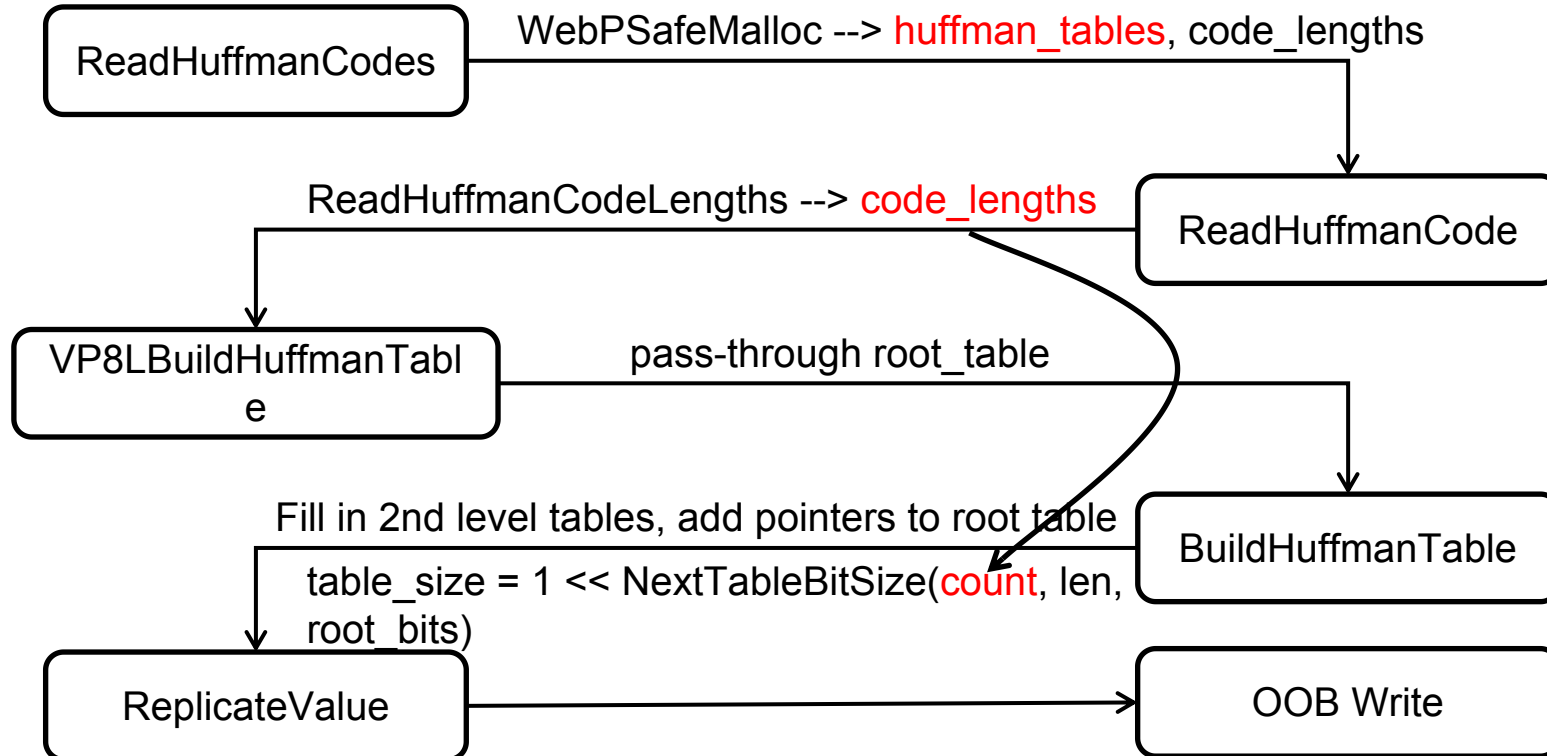 WebPSafeMalloc --> huffman_tables, code_lengths
ReadHuffmanCodes
ReadHuffmanCodeLengths --> code_lengths
ReadHuffmanCode
VP8LBuildHuffmanTabl
e
pass-through root_table
Fill in 2nd level tables, add pointers to root table
BuildHuffmanTable
table_size = 1 << NextTableBitSize(count, len,
root_bits)
ReplicateValue
OOB Write